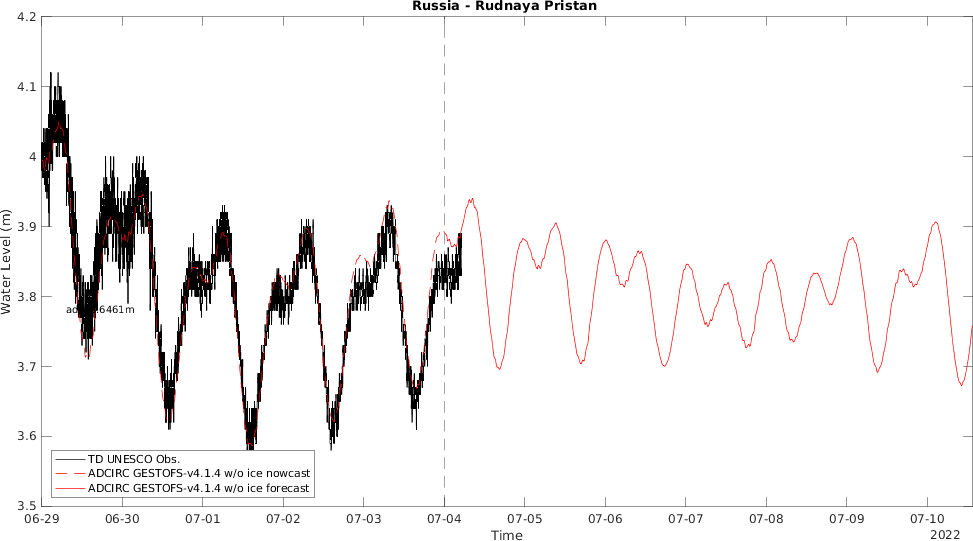 Russia - Rudnaya Pristan
4.2
4.1
4
3.9
3.8
3.7
3.6
3.5
Water Level (m)
6461m
TD UNESCO Obs.
ADCIRC GESTOFS-v4.1.4 w/o ice nowcast
ADCIRC GESTOFS-v4.1.4 w/o ice forecast
06-29 06-30 07-01 07-02 07-03 07-04 07-05 07-06 07-07 07-08 07-09 07-10
Time
2022